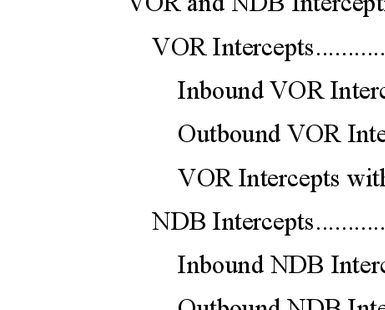 VOR and NDB Intercept
VOR Intercepts...........
Inbound VOR Interc
Outbound VOR Inte
VOR Intercepts with
NDB Intercepts...........
Inbound NDB Interc
Outbound NDB Inte